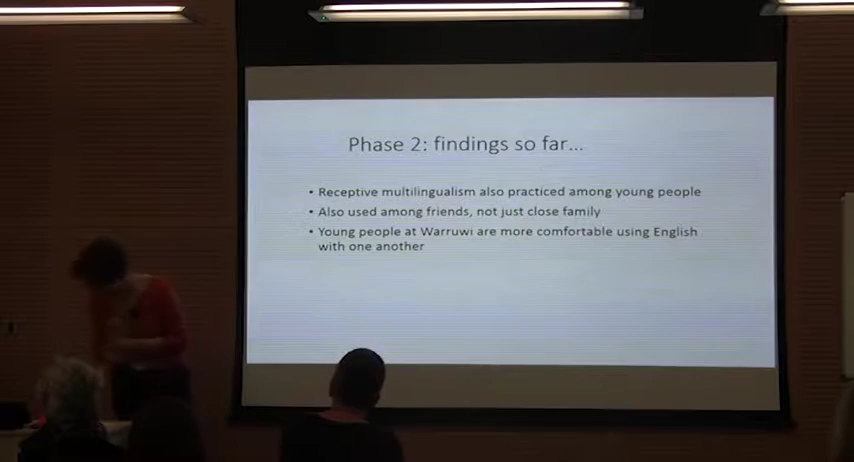 Phase 2: findings so far...
• Receptive multilingualism also practiced among young people
• Also used among friends, not just close family
• Young people at Warruwi are more comfortable using English
with one another